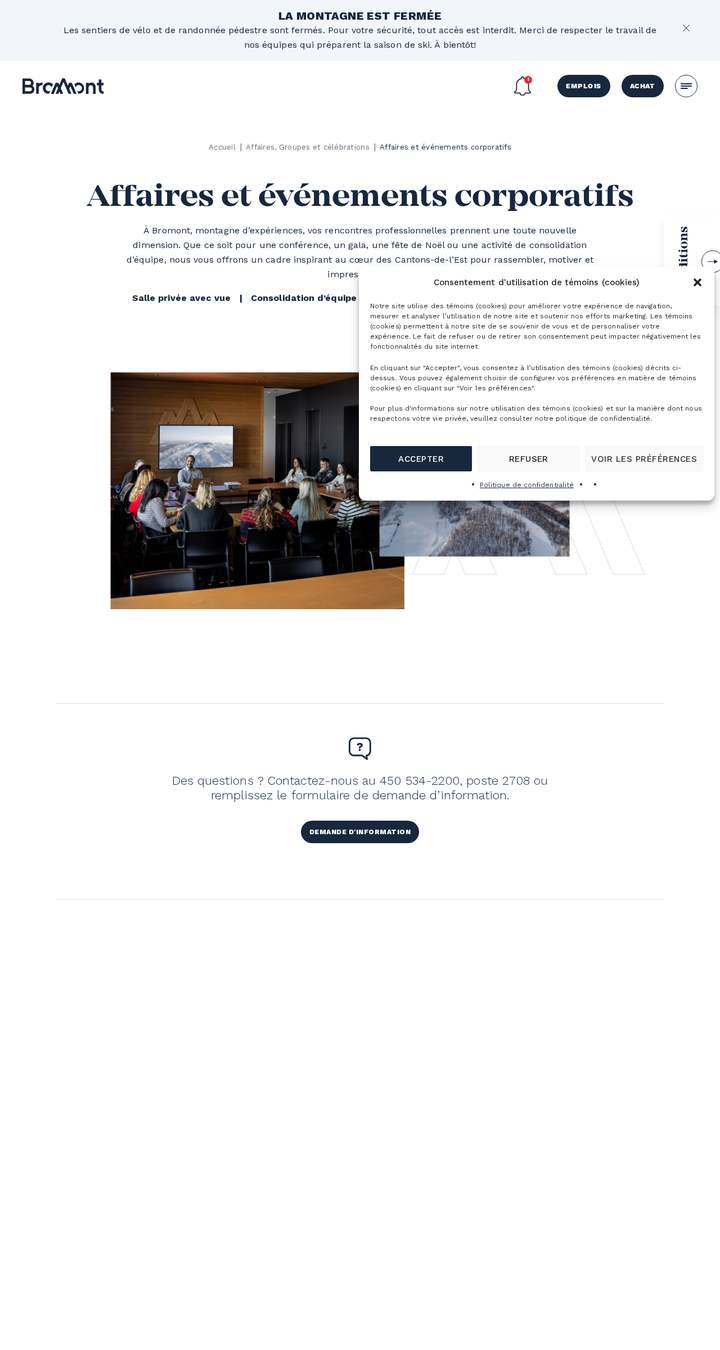 LA MONTAGNE EST FERMÉE
Les sentiers de vélo et de randonnée pédestre sont fermés. Pour votre sécurité, tout accès est interdit. Merci de respecter le travail de
nos équipes qui préparent la saison de ski. À bientôt!
Bromont
EMPLOIS
ACHAT
Accueil | Affaires, Groupes et célébrations | Affaires et événements corporatifs
Affaires et événements corporatifs
À Bromont, montagne d’expériences, vos rencontres professionnelles prennent une toute nouvelle
dimension. Que ce soit pour une conférence, un gala, une fête de Noël ou une activité de consolidation
d’équipe, nous vous offrons un cadre inspirant au cœur des Cantons-de-l’Est pour rassembler, motiver et
Salle privée avec vue | Consolidation d’équipe
Consentement d'utilisation de témoins (cookies)
Notre site utilise des témoins (cookies) pour améliorer votre expérience de navigation,
mesurer et analyser l’utilisation de notre site et soutenir nos efforts marketing. Les témoins
(cookies) permettent à notre site de se souvenir de vous et de personnaliser votre
expérience. Le fait de refuser ou de retirer son consentement peut impacter négativement les
fonctionnalités du site internet.
En cliquant sur "Accepter", vous consentez à l’utilisation des témoins (cookies) décrits ci-
dessus. Vous pouvez également choisir de configurer vos préférences en matière de témoins
(cookies) en cliquant sur "Voir les préférences".
Pour plus d’informations sur notre utilisation des témoins (cookies) et sur la manière dont nous
respectons votre vie privée, veuillez consulter notre politique de confidentialité.
ACCEPTER
REFUSER
VOIR LES PRÉFÉRENCES
Politique de confidentialité
Des questions ? Contactez-nous au 450 534-2200, poste 2708 ou
remplissez le formulaire de demande d’information.
DEMANDE D'INFORMATION